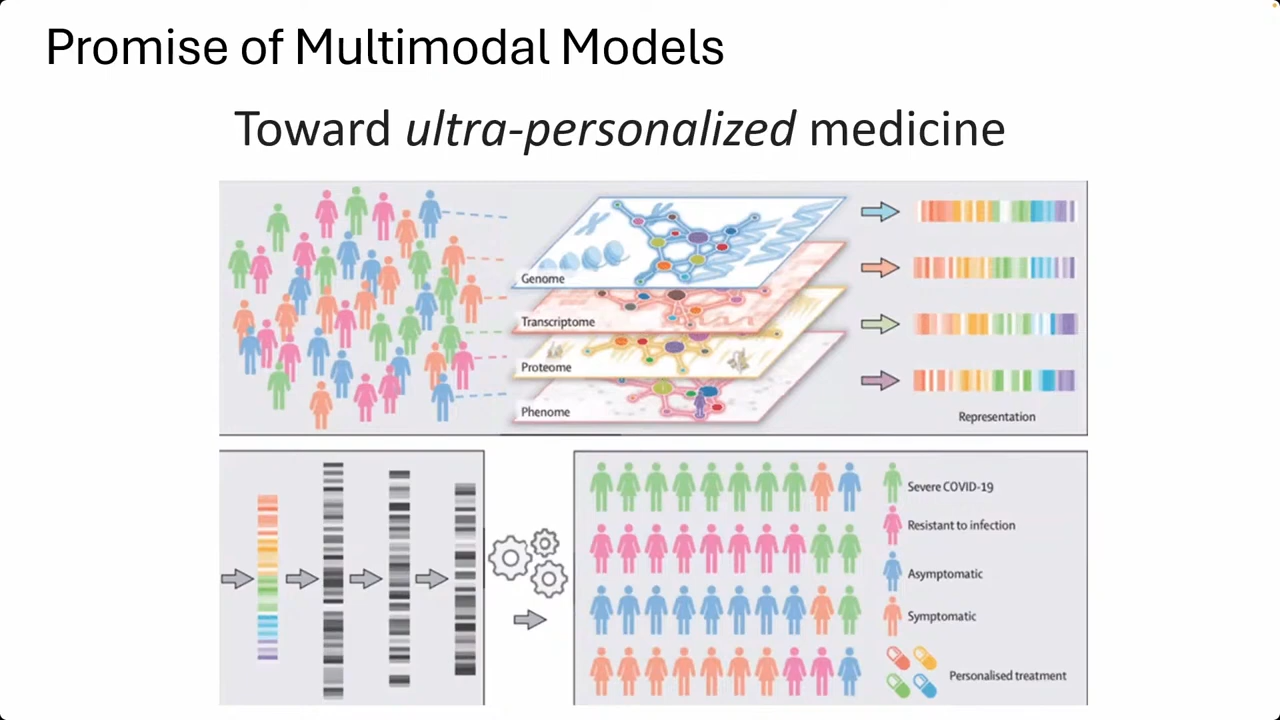 Promise of Multimodal Models
Toward ultra-personalized medicine
Genome
Transcriptome
Proteome
Phenome
Representation
Severe COVID-19
Resistant to infection
Asymptomatic
Symptomatic
Personalised treatment